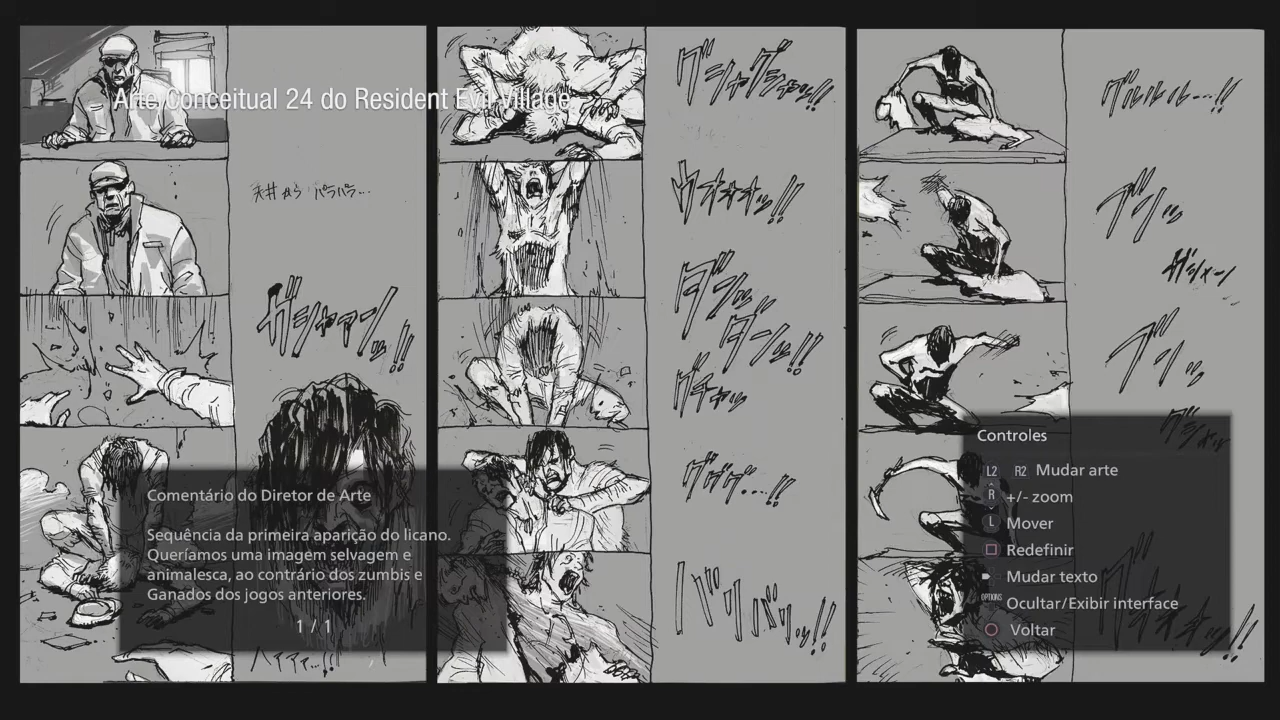 Arte Conceitual 24 do Resident Evil Village
天井から パラパラ…
ガシャァーンッ!!
ハァァァ…!!
グシャグシャッ!!
ウオオオッ!!
ダンッ
ダーンッ!!
グチャッ
グググ…!!
バリバリッ!!
グルルルル…!!
ブンッ
ガシャーン
ブンッ
Comentário do Diretor de Arte
Sequência da primeira aparição do licano.
Queríamos uma imagem selvagem e
animalesca, ao contrário dos zumbis e
Ganados dos jogos anteriores.
1 / 1
Controles
L2 R2 Mudar arte
R +/- zoom
L Mover
Redefinir
Mudar texto
OPTIONS Ocultar/Exibir interface
Voltar